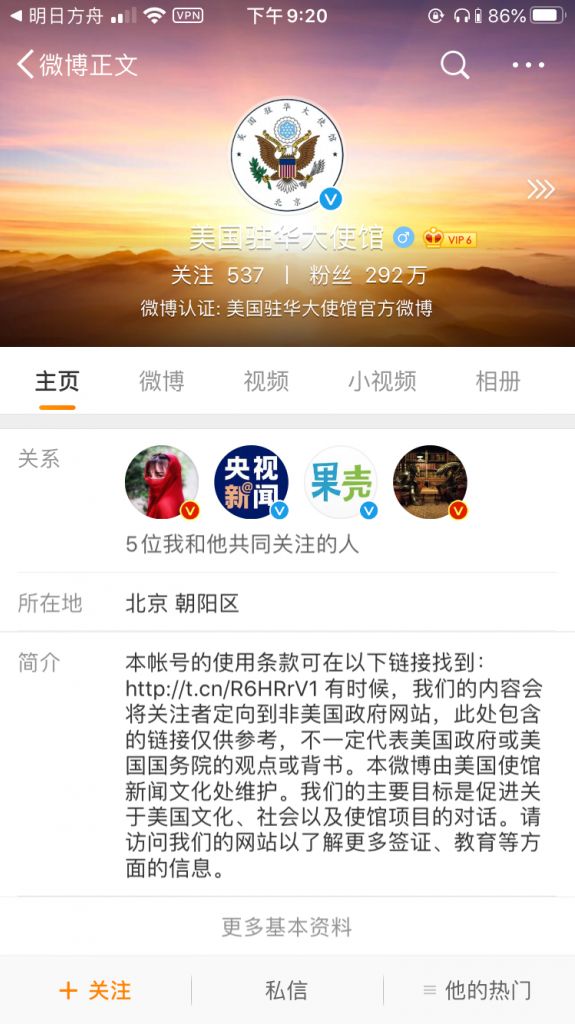 明日方舟 VPN 下午9:20 86%
微博正文
美国驻华大使馆
北京
美国驻华大使馆 VIP 6
关注 537 | 粉丝 292万
微博认证: 美国驻华大使馆官方微博
主页 微博 视频 小视频 相册
关系
央视
新@闻
果壳
5位我和他共同关注的人
所在地 北京 朝阳区
简介 本帐号的使用条款可在以下链接找到:
http://t.cn/R6HRrV1 有时候，我们的内容会
将关注者定向到非美国政府网站，此处包含
的链接仅供参考，不一定代表美国政府或美
国国务院的观点或背书。本微博由美国使馆
新闻文化处维护。我们的主要目标是促进关
于美国文化、社会以及使馆项目的对话。请
访问我们的网站以了解更多签证、教育等方
面的信息。
更多基本资料
+ 关注 私信 他的热门